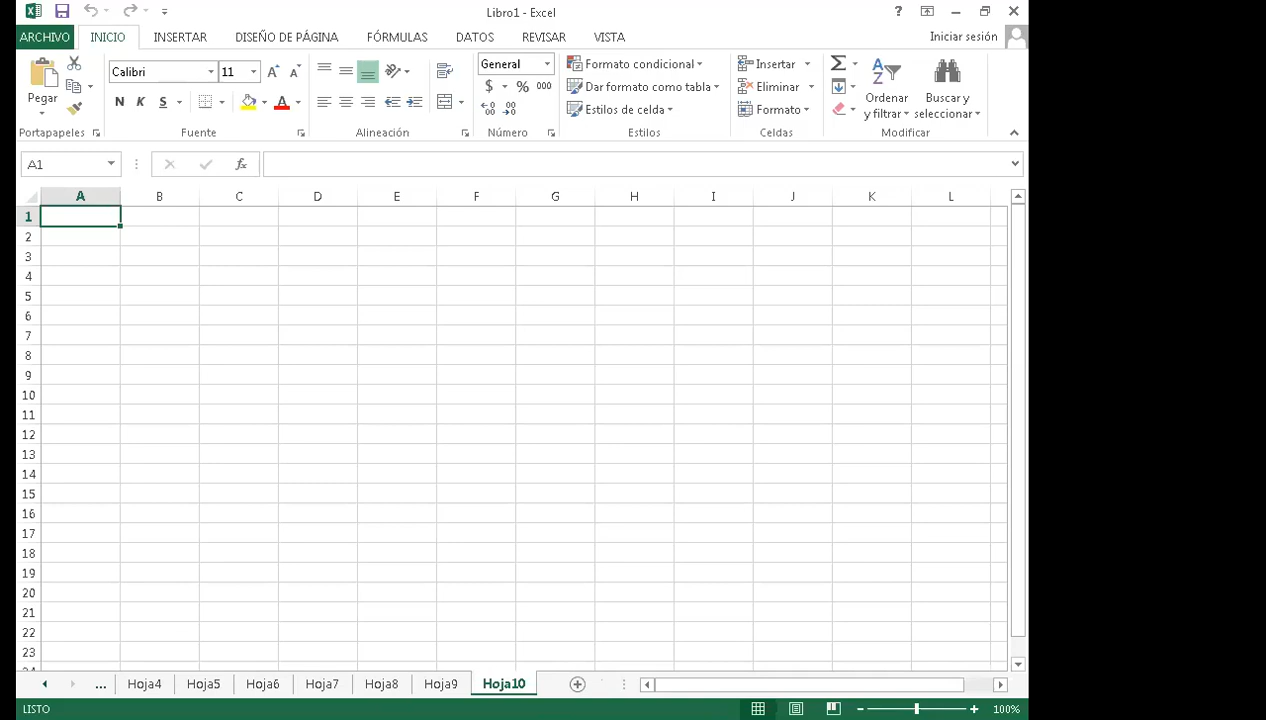 Libro1 - Excel
?
ARCHIVO INICIO INSERTAR DISEÑO DE PÁGINA FÓRMULAS DATOS REVISAR VISTA Iniciar sesión
Pegar
Calibri 11
N K S A
General
$ % 000
Formato condicional
Dar formato como tabla
Estilos de celda
Insertar
Eliminar
Formato
Ordenar y filtrar
Buscar y seleccionar
Portapapeles Fuente Alineación Número Estilos Celdas Modificar
A1 fx
A B C D E F G H I J K L
1
2
3
4
5
6
7
8
9
10
11
12
13
14
15
16
17
18
19
20
21
22
23
24
... Hoja4 Hoja5 Hoja6 Hoja7 Hoja8 Hoja9 Hoja10
LISTO 100%